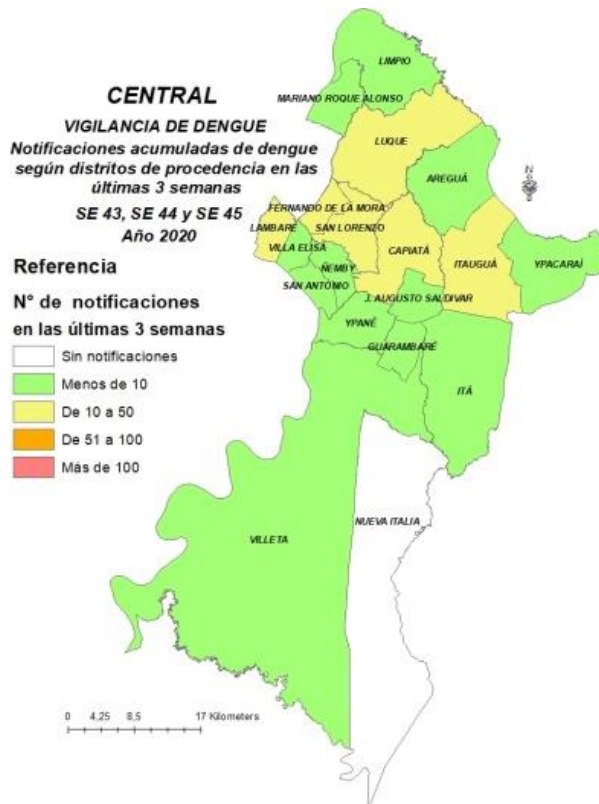 CENTRAL
VIGILANCIA DE DENGUE
Notificaciones acumuladas de dengue
según distritos de procedencia en las
últimas 3 semanas
SE 43, SE 44 y SE 45
Año 2020
Referencia
N° de notificaciones
en las últimas 3 semanas
Sin notificaciones
Menos de 10
De 10 a 50
De 51 a 100
Más de 100
LIMPIO
MARIANO ROQUE ALONSO
LUQUE
AREGUÁ
FERNANDO DE LA MORA
LAMBARÉ
SAN LORENZO
VILLA ELISA
CAPIATÁ
ITAUGUÁ
YPACARAÍ
ÑEMBY
SAN ANTONIO
J. AUGUSTO SALDIVAR
YPANÉ
GUARAMBARÉ
ITÁ
NUEVA ITALIA
VILLETA
0 4,25 8,5 17 Kilometers